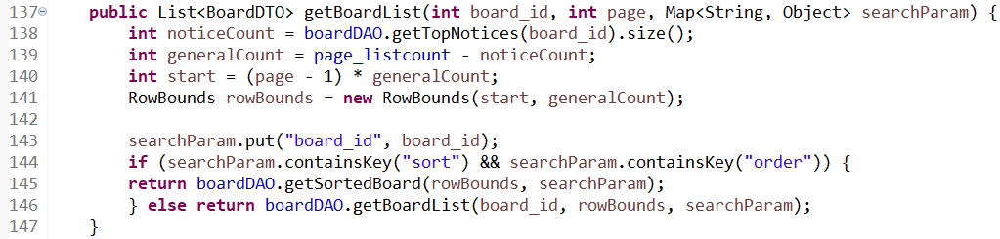 137 public List<BoardDTO> getBoardList(int board_id, int page, Map<String, Object> searchParam) {
138 int noticeCount = boardDAO.getTopNotices(board_id).size();
139 int generalCount = page_listcount - noticeCount;
140 int start = (page - 1) * generalCount;
141 RowBounds rowBounds = new RowBounds(start, generalCount);
142
143 searchParam.put("board_id", board_id);
144 if (searchParam.containsKey("sort") && searchParam.containsKey("order")) {
145 return boardDAO.getSortedBoard(rowBounds, searchParam);
146 } else return boardDAO.getBoardList(board_id, rowBounds, searchParam);
147 }